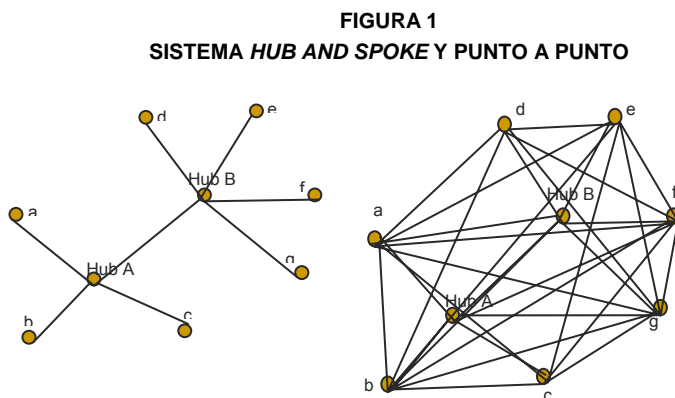 FIGURA 1
SISTEMA HUB AND SPOKE Y PUNTO A PUNTO
d
e
Hub B
f
a
Hub A
g
b
c
d
e
Hub B
f
a
Hub A
g
b
c